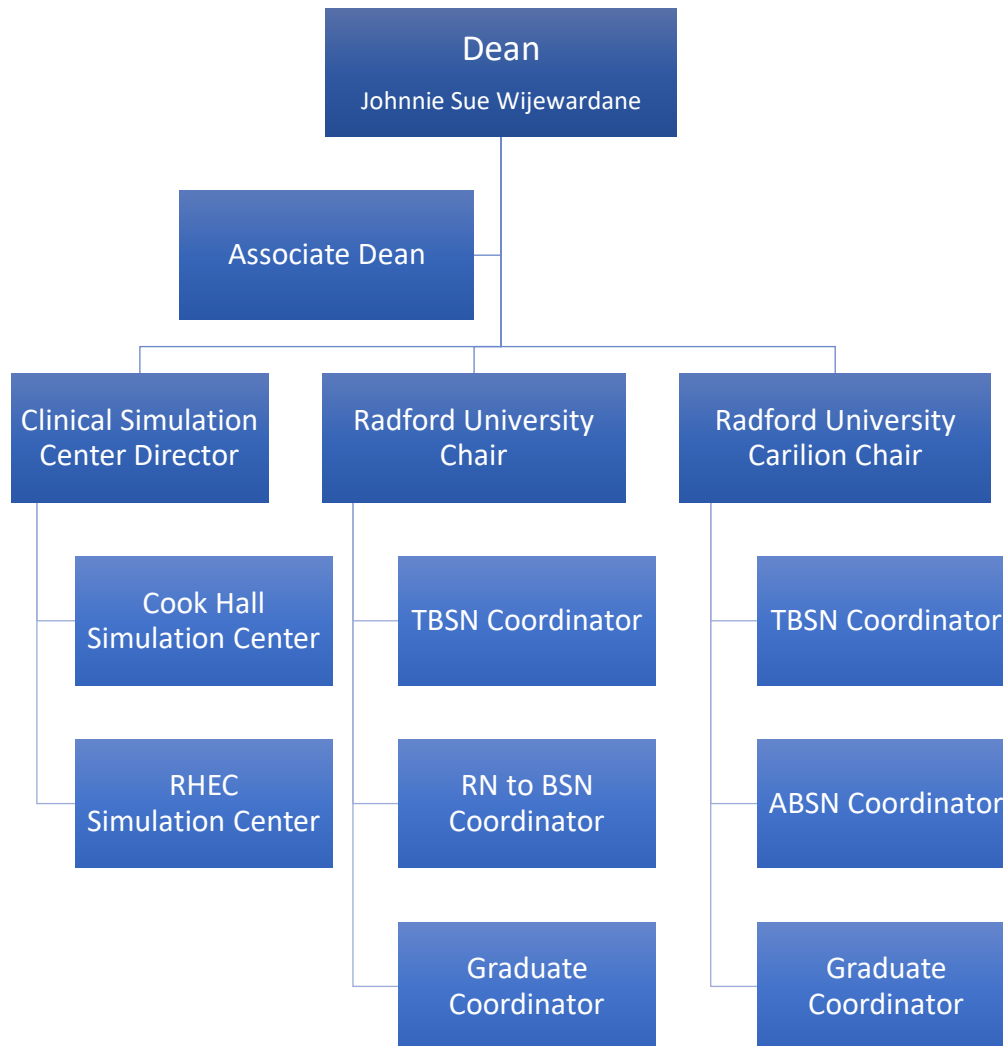 Dean
Johnnie Sue Wijewardane
Associate Dean
Clinical Simulation
Center Director
Radford University
Chair
Radford University
Carilion Chair
Cook Hall
Simulation Center
TBSN Coordinator
TBSN Coordinator
RHEC
Simulation Center
RN to BSN
Coordinator
ABSN Coordinator
Graduate
Coordinator
Graduate
Coordinator